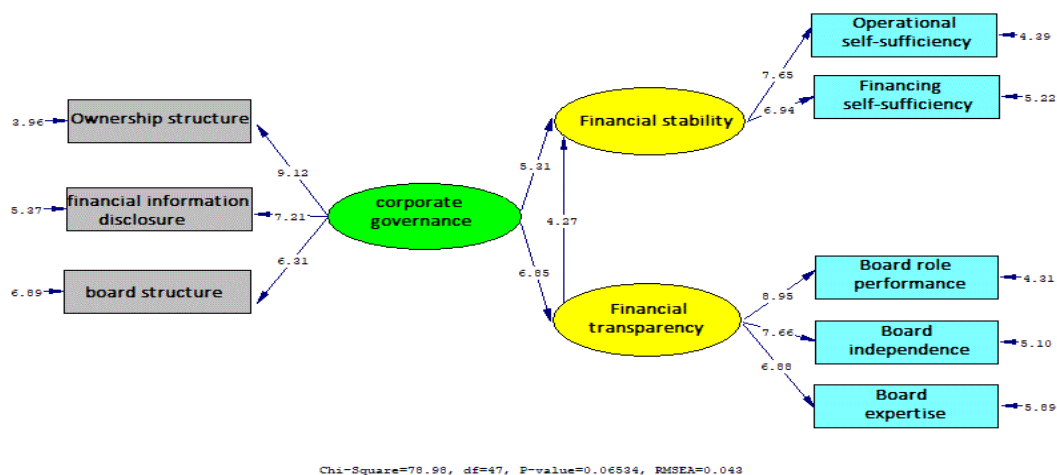 Operational
self-sufficiency
4.39
7.65
Financing
self-sufficiency
5.22
6.94
3.96
Ownership structure
Financial stability
9.12
5.31
5.37
financial information
disclosure
7.21
corporate
governance
4.27
6.31
6.85
6.89
board structure
Board role
performance
4.31
8.95
Financial
transparency
7.66
Board
independence
5.10
6.88
Board
expertise
5.89
Chi-Square=78.98, df=47, P-value=0.06534, RMSEA=0.043